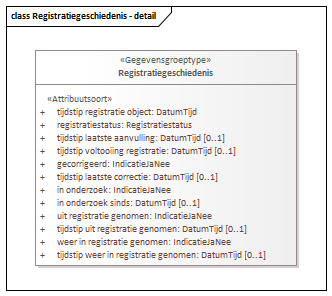 class Registratiegeschiedenis - detail
«Gegevensgroeptype»
Registratiegeschiedenis
«Attribuutsoort»
+ tijdstip registratie object: DatumTijd
+ registratiestatus: Registratiestatus
+ tijdstip laatste aanvulling: DatumTijd [0..1]
+ tijdstip voltooiing registratie: DatumTijd [0..1]
+ gecorrigeerd: IndicatieJaNee
+ tijdstip laatste correctie: DatumTijd [0..1]
+ in onderzoek: IndicatieJaNee
+ in onderzoek sinds: DatumTijd [0..1]
+ uit registratie genomen: IndicatieJaNee
+ tijdstip uit registratie genomen: DatumTijd [0..1]
+ weer in registratie genomen: IndicatieJaNee
+ tijdstip weer in registratie genomen: DatumTijd [0..1]